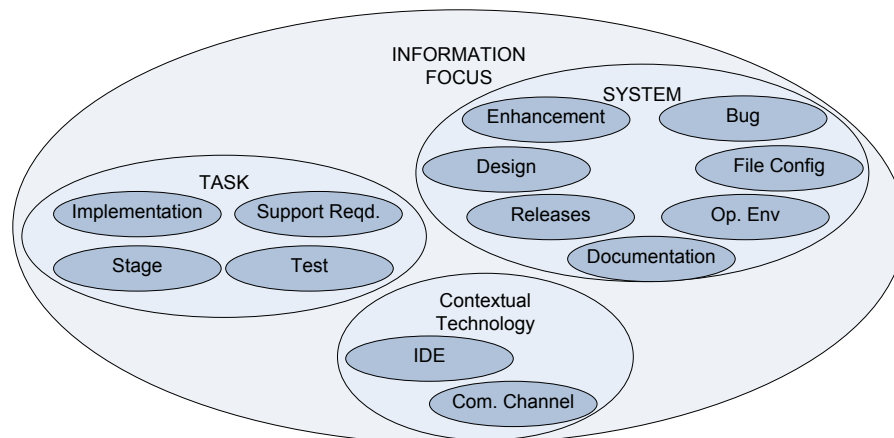 INFORMATION
FOCUS
SYSTEM
Enhancement
Bug
Design
File Config
Releases
Op. Env
Documentation
TASK
Implementation
Support Reqd.
Stage
Test
Contextual
Technology
IDE
Com. Channel